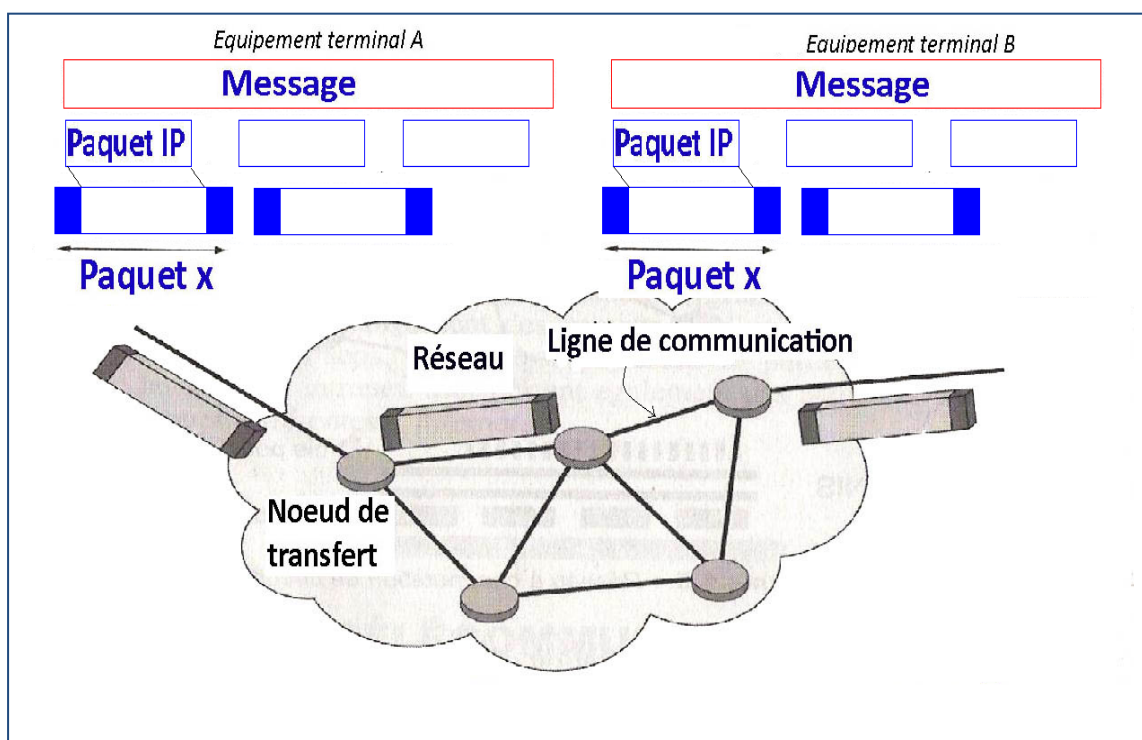 Equipement terminal A
Equipement terminal B
Message
Message
Paquet IP
Paquet IP
Paquet x
Paquet x
Réseau
Ligne de communication
Noeud de
transfert